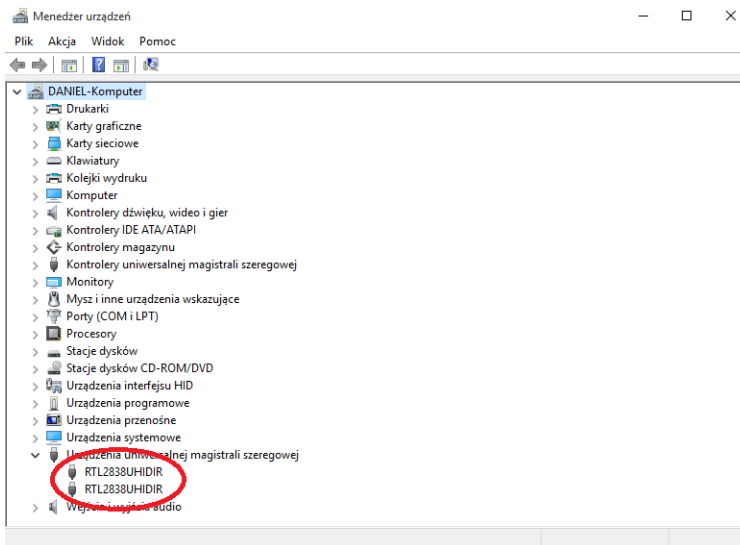 Menedżer urządzeń
Plik Akcja Widok Pomoc
DANIEL-Komputer
Drukarki
Karty graficzne
Karty sieciowe
Klawiatury
Kolejki wydruku
Komputer
Kontrolery dźwięku, wideo i gier
Kontrolery IDE ATA/ATAPI
Kontrolery magazynu
Kontrolery uniwersalnej magistrali szeregowej
Monitory
Mysz i inne urządzenia wskazujące
Porty (COM i LPT)
Procesory
Stacje dysków
Stacje dysków CD-ROM/DVD
Urządzenia interfejsu HID
Urządzenia programowe
Urządzenia przenośne
Urządzenia systemowe
Urządzenia uniwersalnej magistrali szeregowej
RTL2838UHIDIR
RTL2838UHIDIR
Wejścia i wyjścia audio